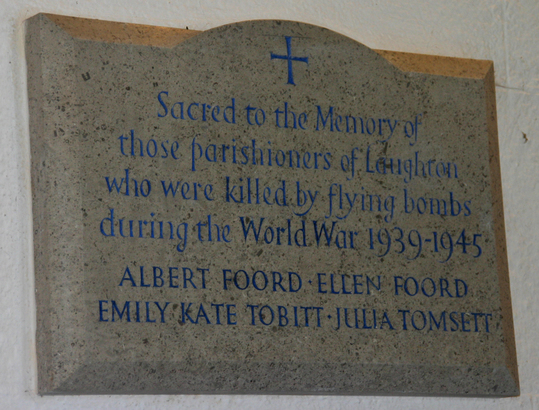 Sacred to the Memory of
those parishioners of Laughton
who were killed by flying bombs
during the World War 1939-1945
ALBERT FOORD · ELLEN FOORD
EMILY KATE TOBITT · JULIA TOMSETT